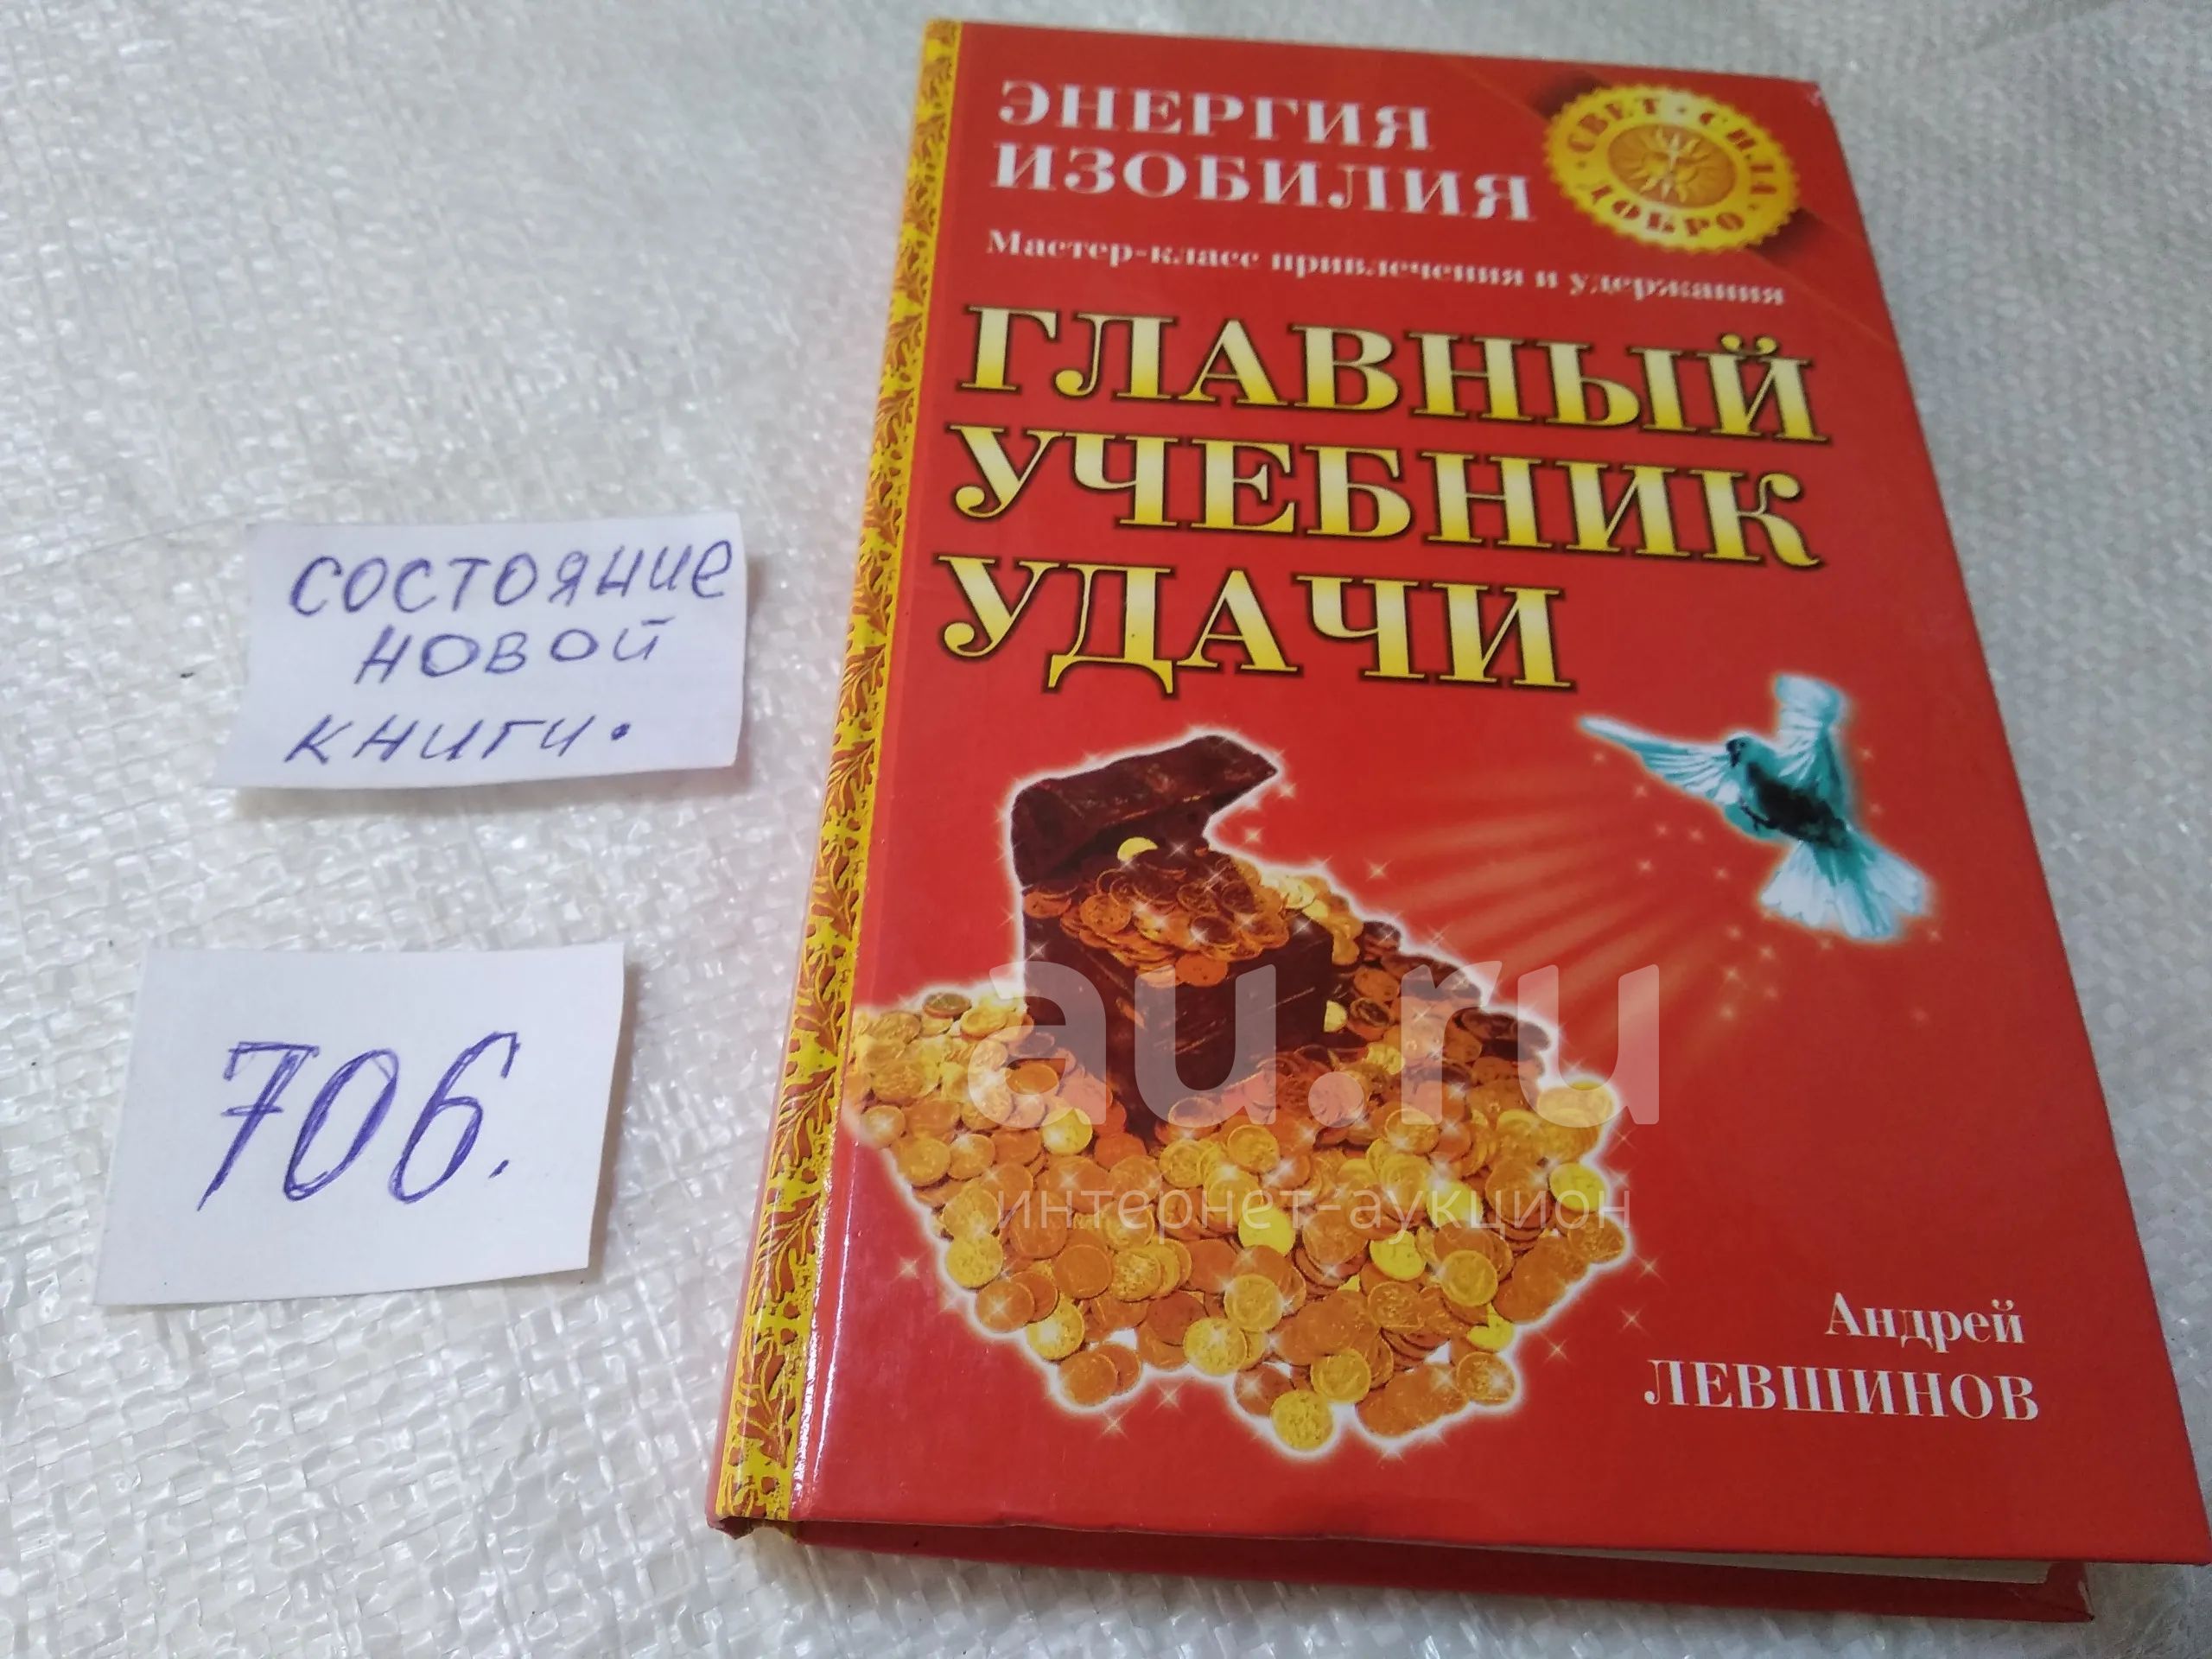 ЭНЕРГИЯ
ИЗОБИЛИЯ
СВЕТ • СИЛА • ДОБРО •
Мастер-класс привлечения и удержания
ГЛАВНЫЙ
УЧЕБНИК
УДАЧИ
состояние
новой
книги.
706.
au.ru
интернет-аукцион
Андрей
ЛЕВШИНОВ